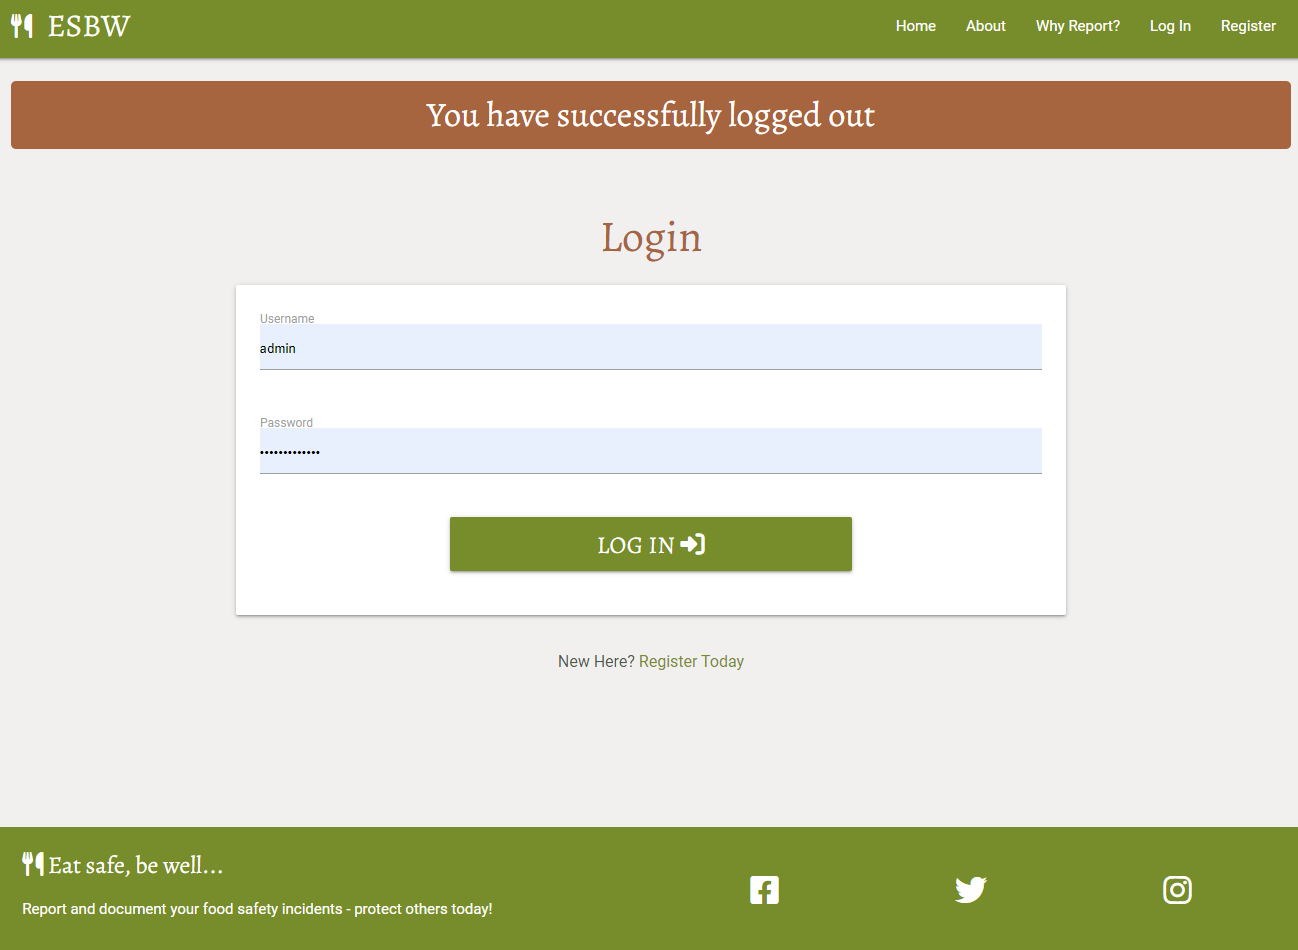 ESBW
Home About Why Report? Log In Register
You have successfully logged out
Login
Username
admin
Password
•••••••••••••
LOG IN
New Here? Register Today
Eat safe, be well...
Report and document your food safety incidents - protect others today!